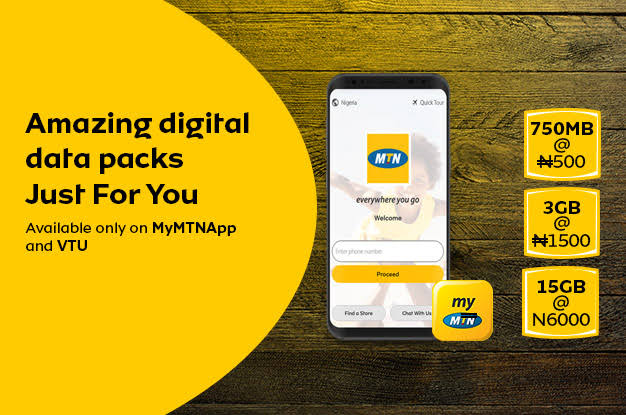 Amazing digital
data packs
Just For You
Available only on MyMTNApp
and VTU
Nigeria
Quick Tour
MTN
everywhere you go
Welcome
Enter phone number
Proceed
Find a Store
Chat With Us
my
MTN
750MB
@
₦500
3GB
@
₦1500
15GB
@
N6000